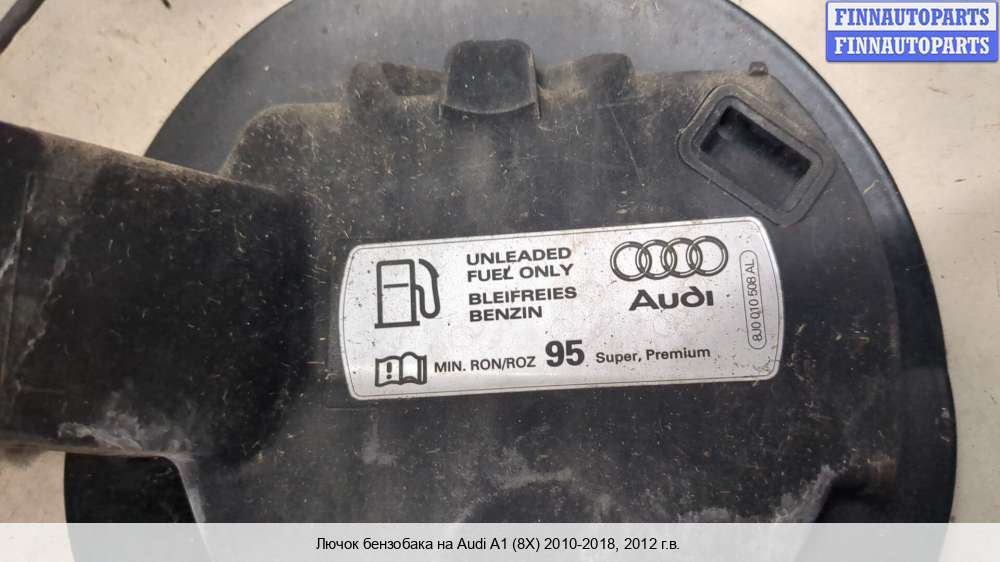 FINNAUTOPARTS
FINNAUTOPARTS
UNLEADED
FUEL ONLY
BLEIFREIES
BENZIN
Audi
8J0 010 508 AL
MIN. RON/ROZ 95 Super, Premium
Лючок бензобака на Audi A1 (8X) 2010-2018, 2012 г.в.